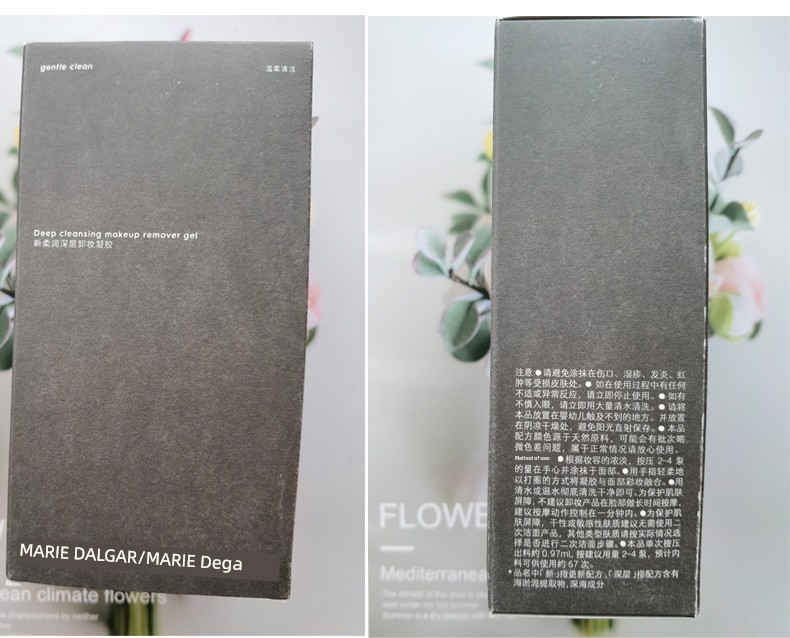 gentle clean
温柔清洁
Deep cleansing makeup remover gel
新柔润深层卸妆凝胶
MARIE DALGAR/MARIE Dega
ean climate flowers
注意:●请避免涂抹在伤口、湿疹、发炎、红
肿等受损皮肤处。● 如在使用过程中有任何
不适或异常反应，请立即停止使用。● 如有
不慎入眼，请立即用大量清水清洗。● 请将
本品放置在婴幼儿触及不到的地方。并放置
在阴凉干燥处，避免阳光直射保存。● 本品
配方颜色源于天然原料，可能会有批次略
微色差问题，属于正常情况请放心使用。
Method of use: ●根据妆容的浓淡，按压 2-4 泵
的量在手心并涂抹于面部。●用手指轻柔地
以打圈的方式将凝胶与面部彩妆融合。●用
清水或温水彻底清洗干净即可。为保护肌肤
屏障，不建议卸妆产品在脸部做长时间按摩，
建议按摩动作控制在一分钟内。●为保护肌
肤屏障，干性或敏感性肤质建议无需使用二
次洁面产品，其他类型肤质请按实际情况选
择是否进行二次洁面步骤。●本品单次按压
出料约 0.97ml，按建议用量 2-4 泵，预计内
料可供使用约 67 次。
*品名中「新」指更新配方，「深层」指配方含有
海淤泥提取物，深海成分
FLOWE
Mediterranea